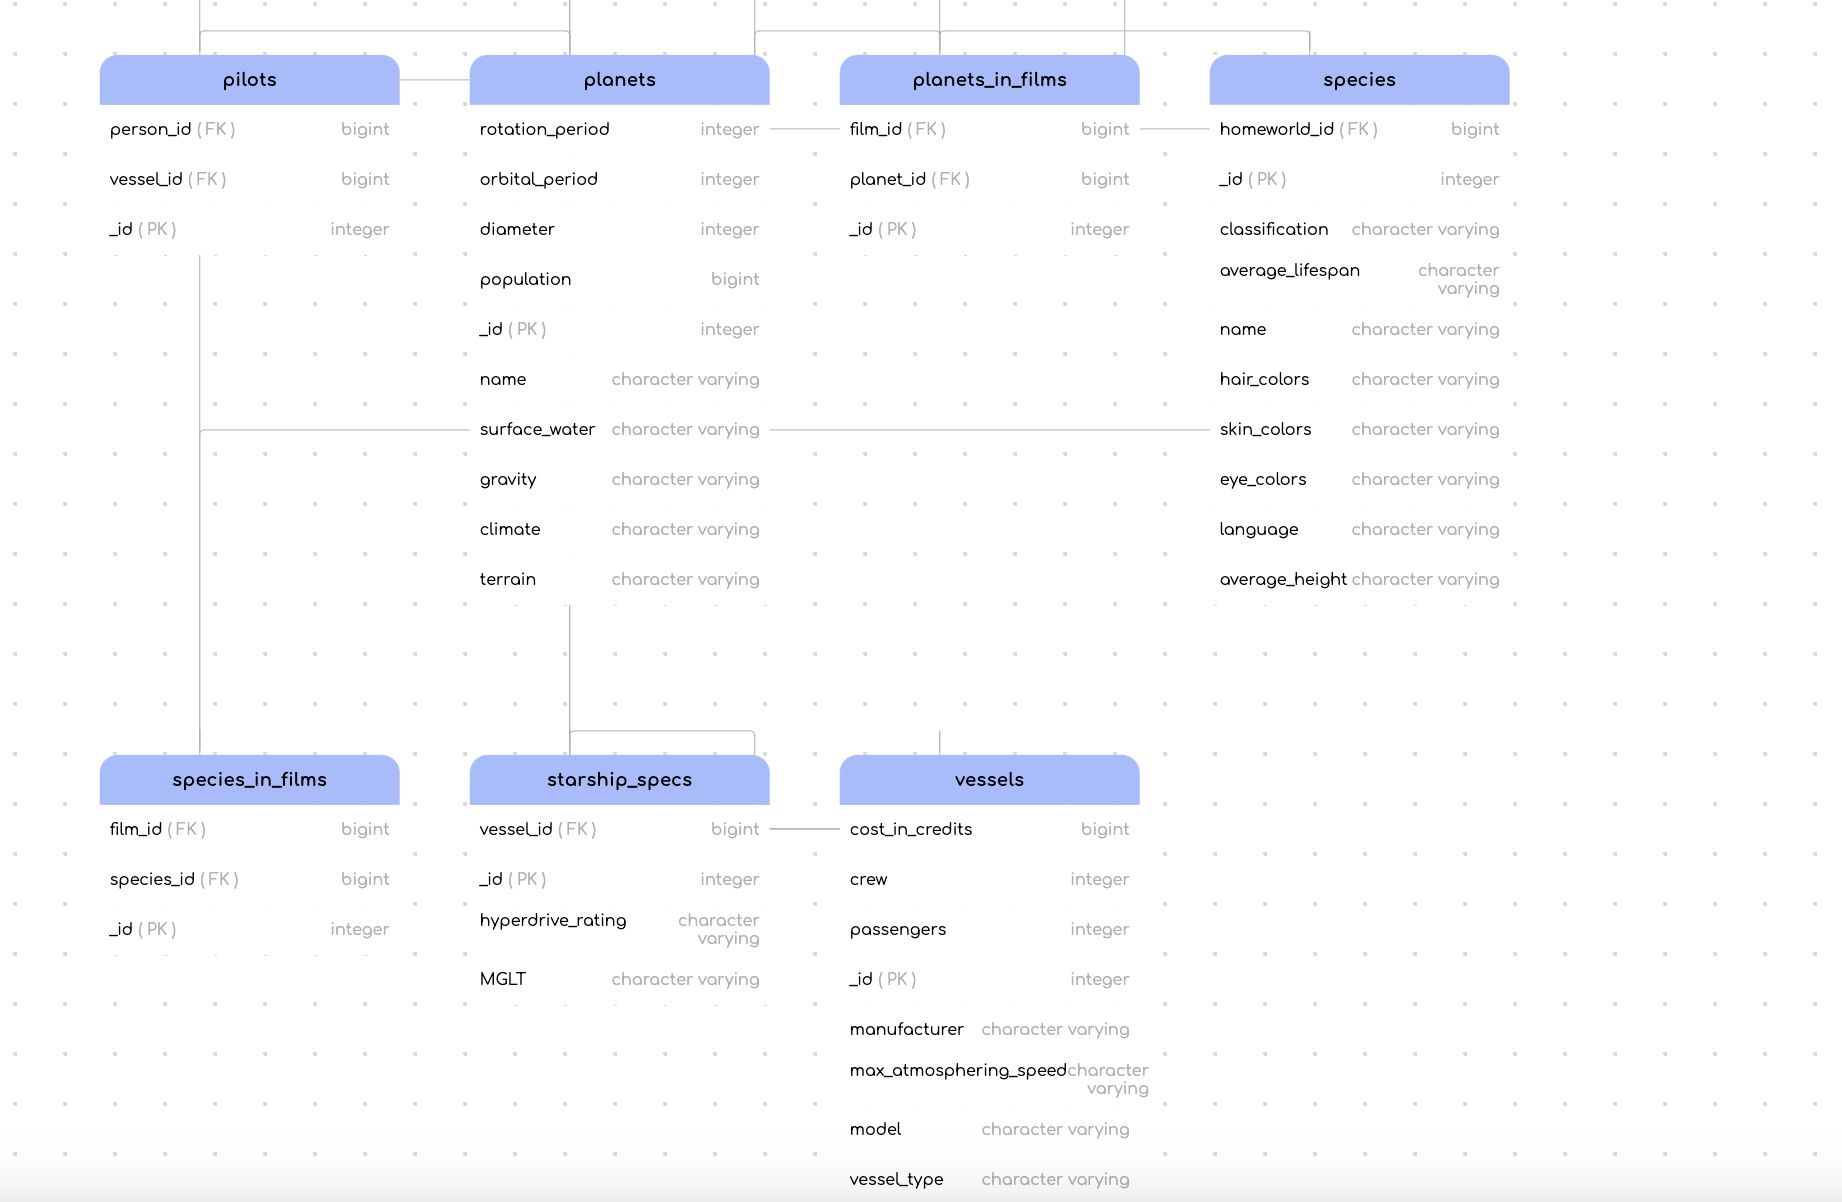 pilots
person_id ( FK ) bigint
vessel_id ( FK ) bigint
_id ( PK ) integer
planets
rotation_period integer
orbital_period integer
diameter integer
population bigint
_id ( PK ) integer
name character varying
surface_water character varying
gravity character varying
climate character varying
terrain character varying
planets_in_films
film_id ( FK ) bigint
planet_id ( FK ) bigint
_id ( PK ) integer
species
homeworld_id ( FK ) bigint
_id ( PK ) integer
classification character varying
average_lifespan character
varying
name character varying
hair_colors character varying
skin_colors character varying
eye_colors character varying
language character varying
average_height character varying
species_in_films
film_id ( FK ) bigint
species_id ( FK ) bigint
_id ( PK ) integer
starship_specs
vessel_id ( FK ) bigint
_id ( PK ) integer
hyperdrive_rating character
varying
MGLT character varying
vessels
cost_in_credits bigint
crew integer
passengers integer
_id ( PK ) integer
manufacturer character varying
max_atmosphering_speed character
varying
model character varying
vessel_type character varying